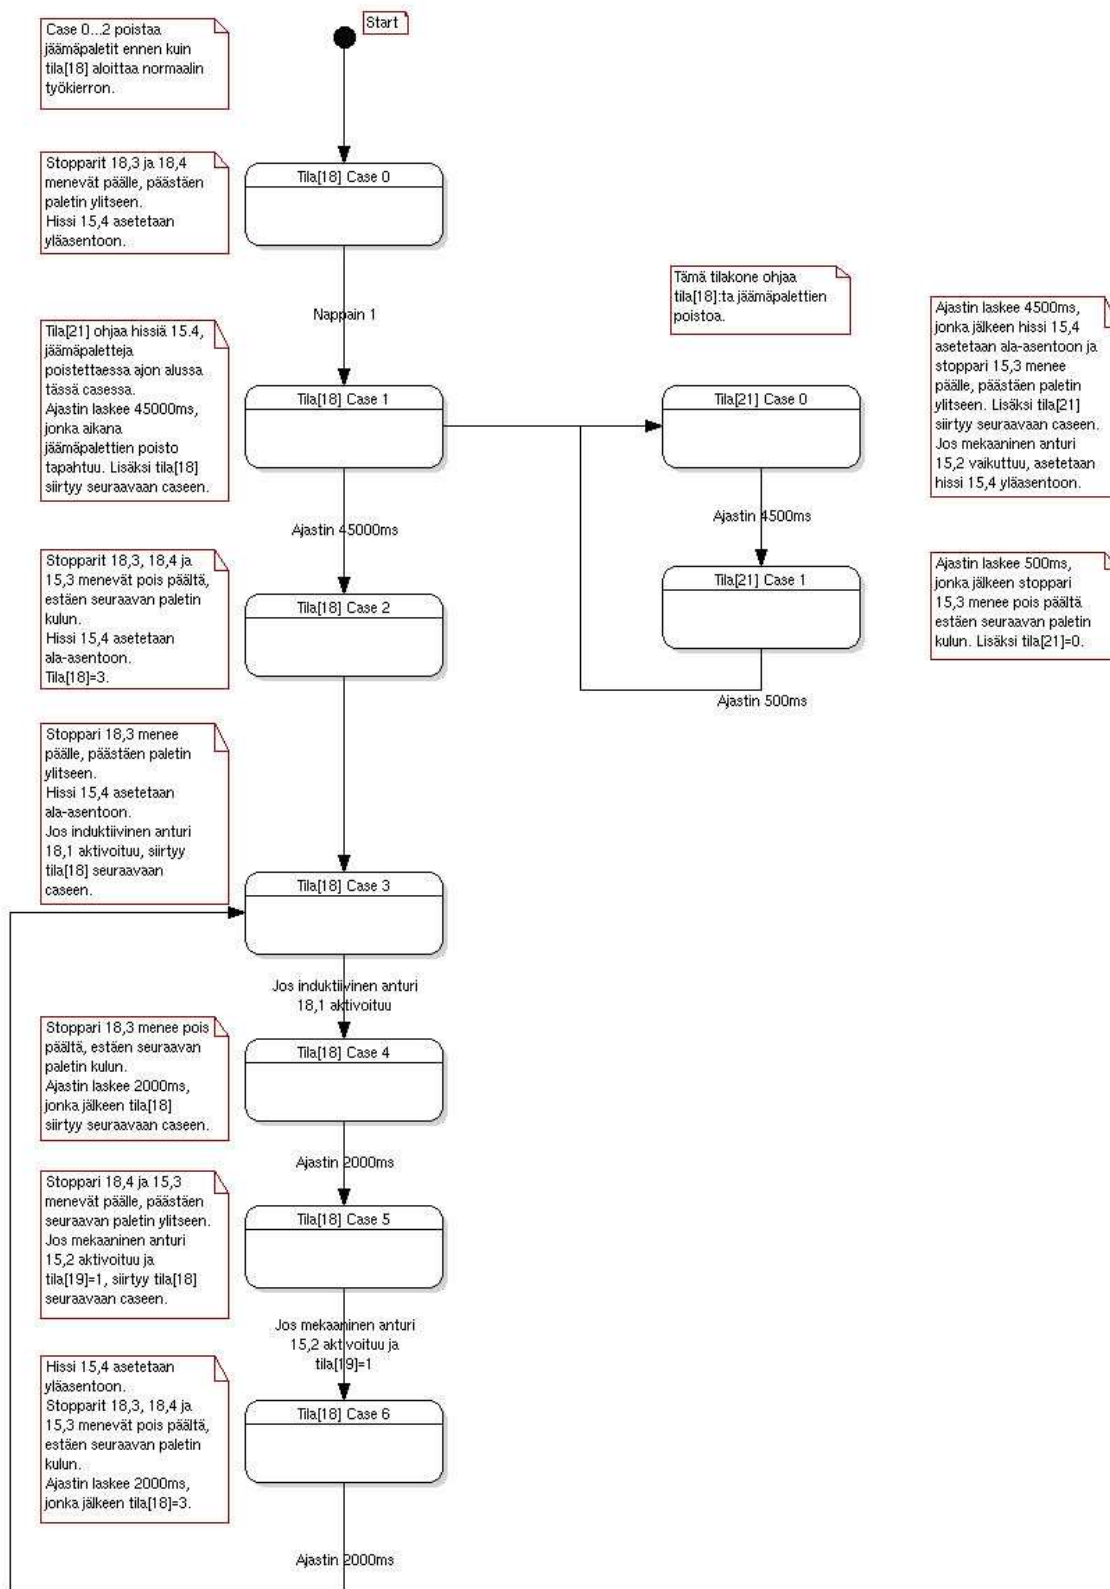 Start
Case 0...2 poistaa
jäämäpaletit ennen kuin
tila[18] aloittaa normaalin
työkierron.
Stopparit 18,3 ja 18,4
menevät päälle, päästäen
paletin ylitseen.
Hissi 15,4 asetetaan
yläasentoon.
Tila[18] Case 0
Nappain 1
Tämä tilakone ohjaa
tila[18]:ta jäämäpalettien
poistoa.
Tila[21] ohjaa hissiä 15.4,
jäämäpaletteja
poistettaessa ajon alussa
tässä casessa.
Ajastin laskee 45000ms,
jonka aikana
jäämäpalettien poisto
tapahtuu. Lisäksi tila[18]
siirtyy seuraavaan caseen.
Tila[18] Case 1
Tila[21] Case 0
Ajastin laskee 4500ms,
jonka jälkeen hissi 15,4
asetetaan ala-asentoon ja
stoppari 15,3 menee
päälle, päästäen paletin
ylitseen. Lisäksi tila[21]
siirtyy seuraavaan caseen.
Jos mekaaninen anturi
15,2 vaikuttuu, asetetaan
hissi 15,4 yläasentoon.
Ajastin 45000ms
Ajastin 4500ms
Stopparit 18,3, 18,4 ja
15,3 menevät pois päältä,
estäen seuraavan paletin
kulun.
Hissi 15,4 asetetaan
ala-asentoon.
Tila[18]=3.
Tila[18] Case 2
Tila[21] Case 1
Ajastin laskee 500ms,
jonka jälkeen stoppari
15,3 menee pois päältä
estäen seuraavan paletin
kulun. Lisäksi tila[21]=0.
Ajastin 500ms
Stoppari 18,3 menee
päälle, päästäen paletin
ylitseen.
Hissi 15,4 asetetaan
ala-asentoon.
Jos induktiivinen anturi
18,1 aktivoituu, siirtyy
tila[18] seuraavaan
caseen.
Tila[18] Case 3
Jos induktiivinen anturi
18,1 aktivoituu
Stoppari 18,3 menee pois
päältä, estäen seuraavan
paletin kulun.
Ajastin laskee 2000ms,
jonka jälkeen tila[18]
siirtyy seuraavaan caseen.
Tila[18] Case 4
Ajastin 2000ms
Stoppari 18,4 ja 15,3
menevät päälle, päästäen
seuraavan paletin ylitseen.
Jos mekaaninen anturi
15,2 aktivoituu ja
tila[19]=1, siirtyy tila[18]
seuraavaan caseen.
Tila[18] Case 5
Jos mekaaninen anturi
15,2 aktivoituu ja
tila[19]=1
Hissi 15,4 asetetaan
yläasentoon.
Stopparit 18,3, 18,4 ja
15,3 menevät pois päältä,
estäen seuraavan paletin
kulun.
Ajastin laskee 2000ms,
jonka jälkeen tila[18]=3.
Tila[18] Case 6
Ajastin 2000ms